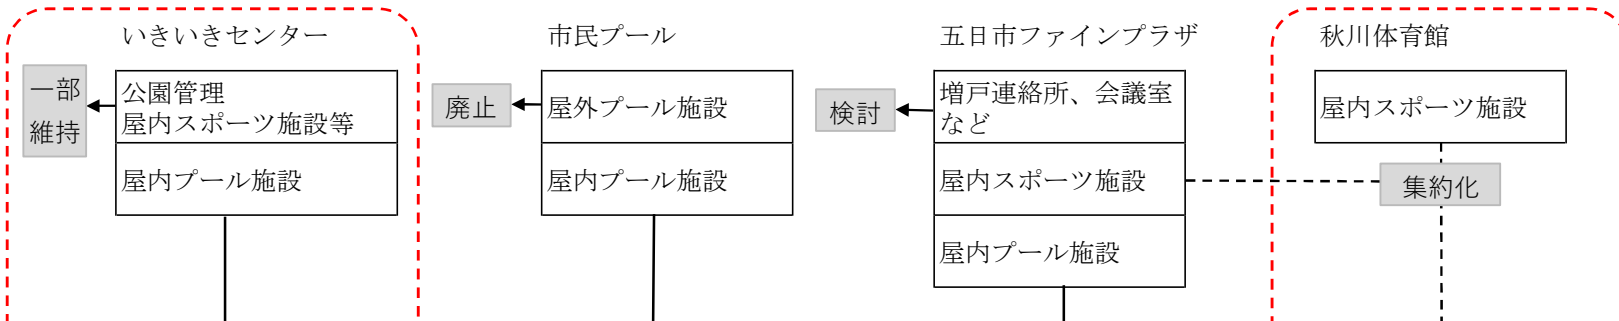 いきいきセンター
一部
維持
公園管理
屋内スポーツ施設等
屋内プール施設
市民プール
廃止
屋外プール施設
屋内プール施設
五日市ファインプラザ
検討
増戸連絡所、会議室
など
屋内スポーツ施設
屋内プール施設
秋川体育館
屋内スポーツ施設
集約化